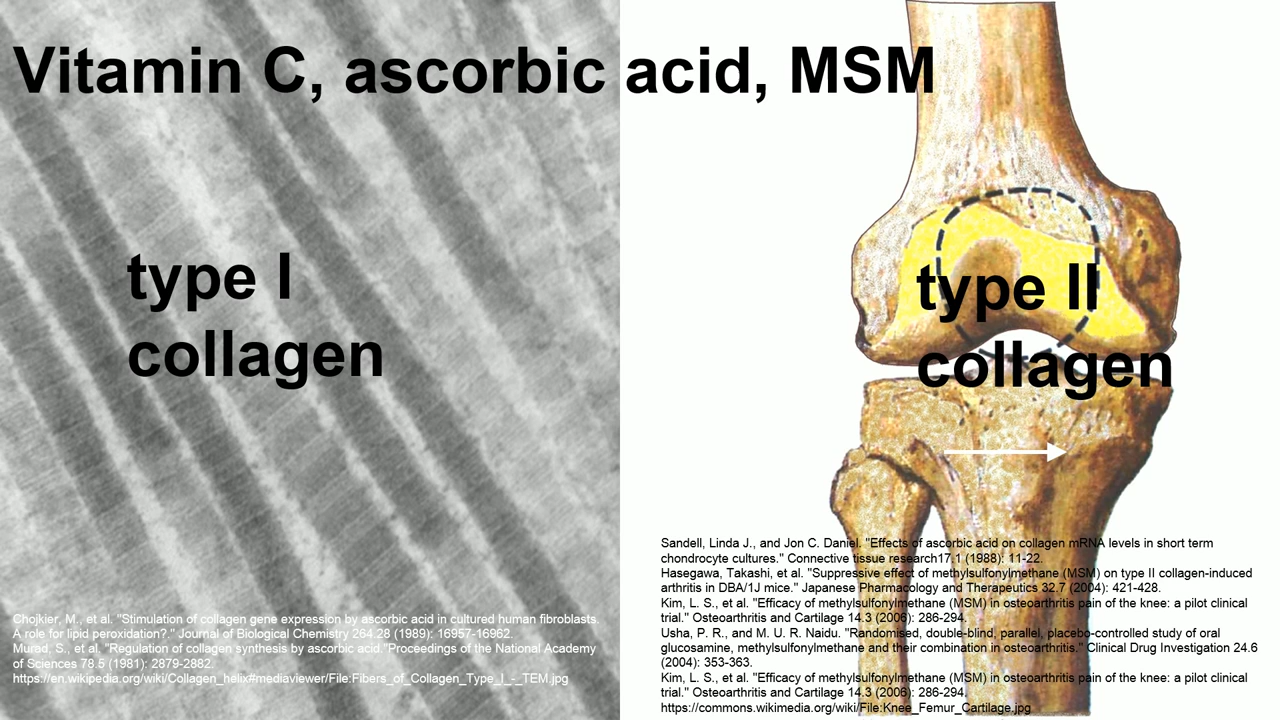 Vitamin C, ascorbic acid, MSM
type I
collagen
type II
collagen
Chojkier, M., et al. "Stimulation of collagen gene expression by ascorbic acid in cultured human fibroblasts.
A role for lipid peroxidation?." Journal of Biological Chemistry 264.28 (1989): 16957-16962.
Murad, S., et al. "Regulation of collagen synthesis by ascorbic acid."Proceedings of the National Academy
of Sciences 78.5 (1981): 2879-2882.
https://en.wikipedia.org/wiki/Collagen_helix#mediaviewer/File:Fibers_of_Collagen_Type_I_-_TEM.jpg
Sandell, Linda J., and Jon C. Daniel. "Effects of ascorbic acid on collagen mRNA levels in short term
chondrocyte cultures." Connective tissue research17.1 (1988): 11-22.
Hasegawa, Takashi, et al. "Suppressive effect of methylsulfonylmethane (MSM) on type II collagen-induced
arthritis in DBA/1J mice." Japanese Pharmacology and Therapeutics 32.7 (2004): 421-428.
Kim, L. S., et al. "Efficacy of methylsulfonylmethane (MSM) in osteoarthritis pain of the knee: a pilot clinical
trial." Osteoarthritis and Cartilage 14.3 (2006): 286-294.
Usha, P. R., and M. U. R. Naidu. "Randomised, double-blind, parallel, placebo-controlled study of oral
glucosamine, methylsulfonylmethane and their combination in osteoarthritis." Clinical Drug Investigation 24.6
(2004): 353-363.
Kim, L. S., et al. "Efficacy of methylsulfonylmethane (MSM) in osteoarthritis pain of the knee: a pilot clinical
trial." Osteoarthritis and Cartilage 14.3 (2006): 286-294.
https://commons.wikimedia.org/wiki/File:Knee_Femur_Cartilage.jpg